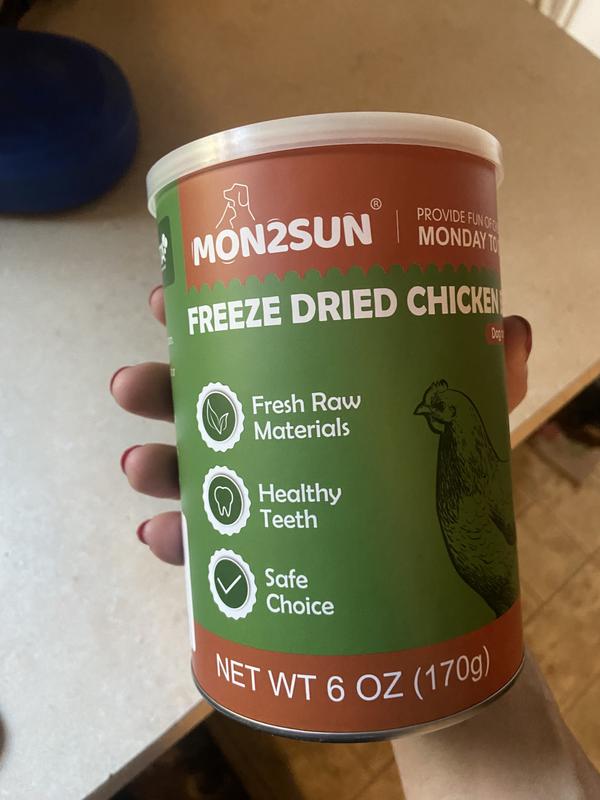 MON2SUN®
PROVIDE FUN OF
MONDAY TO
FREEZE DRIED CHICKEN
Dog
Fresh Raw
Materials
Healthy
Teeth
Safe
Choice
NET WT 6 OZ (170g)